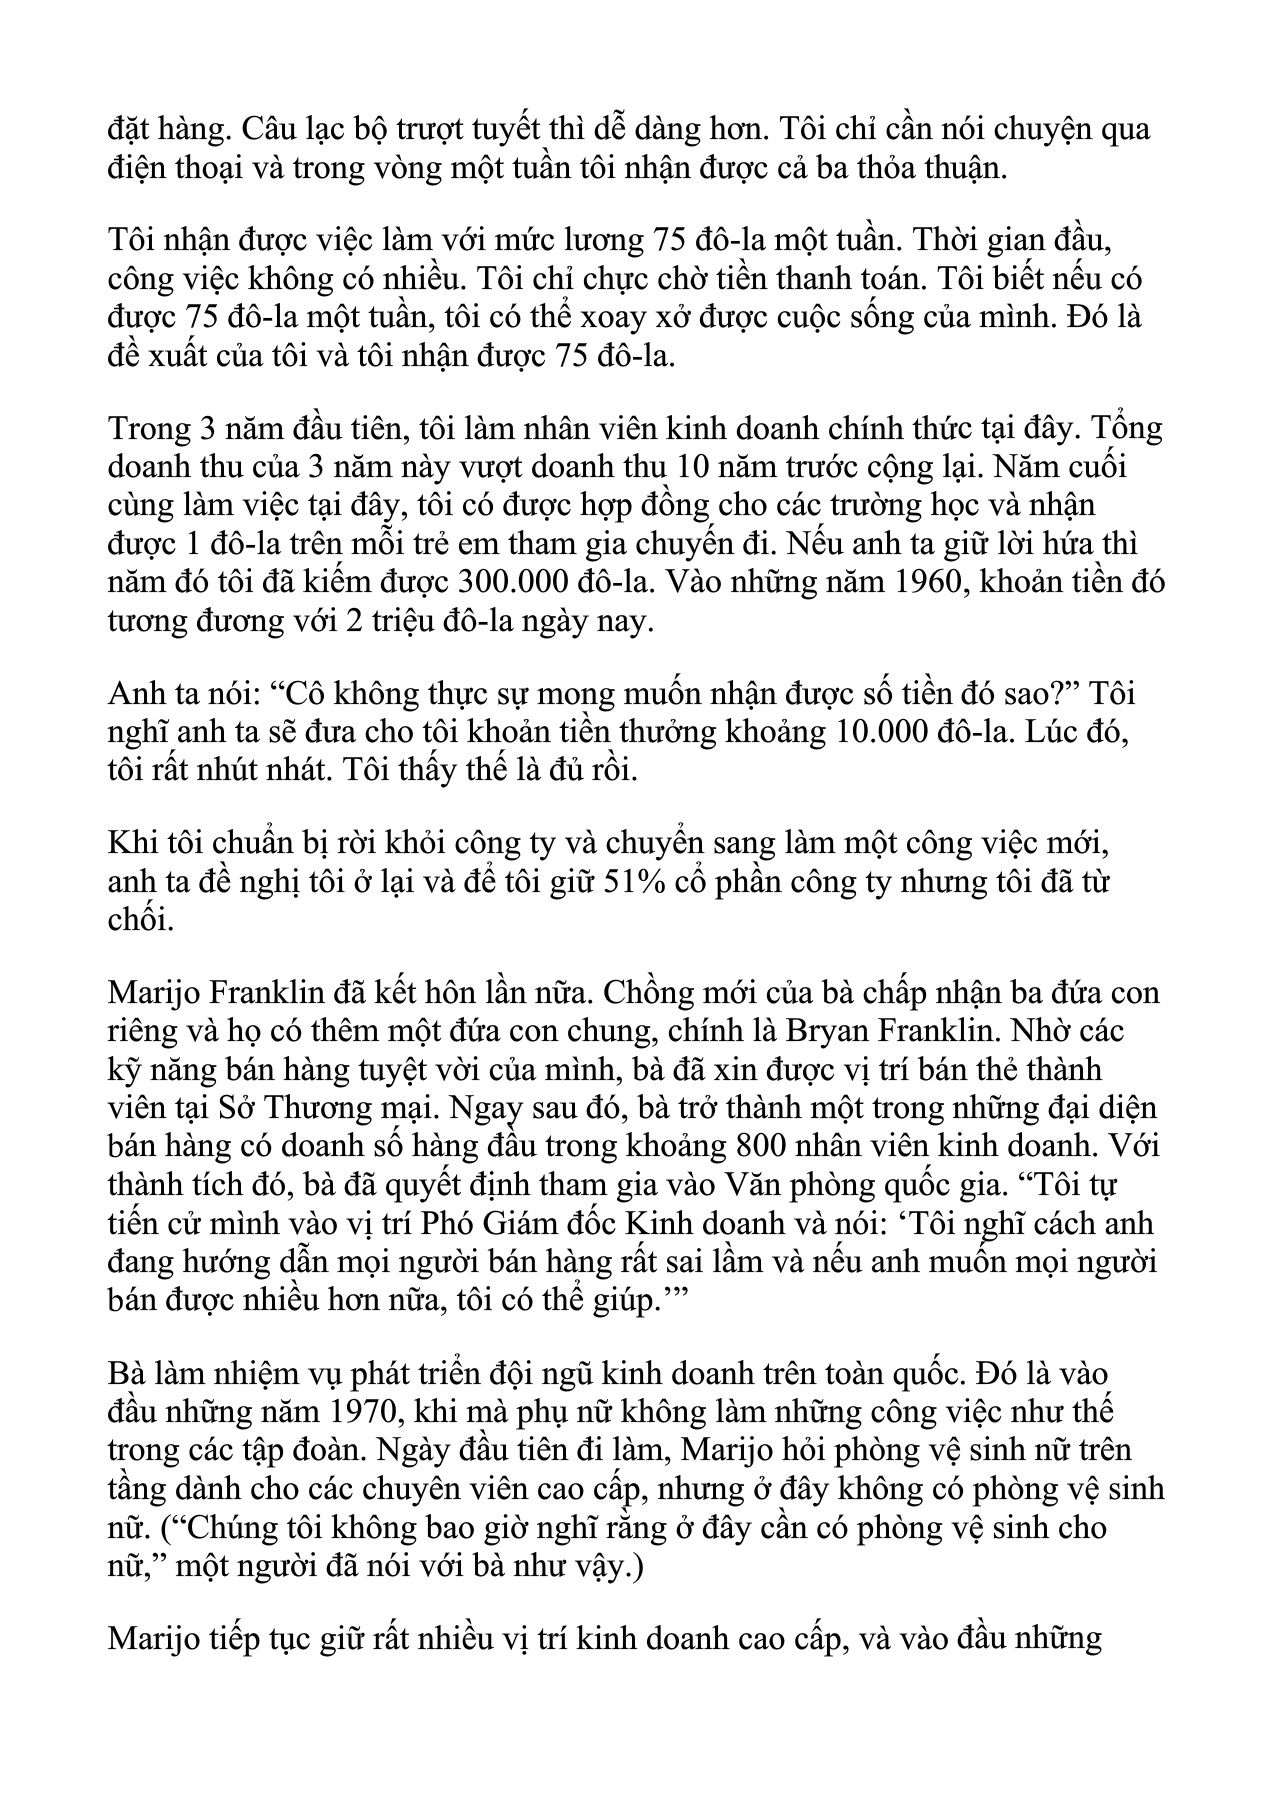 đặt hàng. Câu lạc bộ trượt tuyết thì dễ dàng hơn. Tôi chỉ cần nói chuyện qua
điện thoại và trong vòng một tuần tôi nhận được cả ba thỏa thuận.
Tôi nhận được việc làm với mức lương 75 đô-la một tuần. Thời gian đầu,
công việc không có nhiều. Tôi chỉ chực chờ tiền thanh toán. Tôi biết nếu có
được 75 đô-la một tuần, tôi có thể xoay xở được cuộc sống của mình. Đó là
đề xuất của tôi và tôi nhận được 75 đô-la.
Trong 3 năm đầu tiên, tôi làm nhân viên kinh doanh chính thức tại đây. Tổng
doanh thu của 3 năm này vượt doanh thu 10 năm trước cộng lại. Năm cuối
cùng làm việc tại đây, tôi có được hợp đồng cho các trường học và nhận
được 1 đô-la trên mỗi trẻ em tham gia chuyến đi. Nếu anh ta giữ lời hứa thì
năm đó tôi đã kiếm được 300.000 đô-la. Vào những năm 1960, khoản tiền đó
tương đương với 2 triệu đô-la ngày nay.
Anh ta nói: “Cô không thực sự mong muốn nhận được số tiền đó sao?” Tôi
nghĩ anh ta sẽ đưa cho tôi khoản tiền thưởng khoảng 10.000 đô-la. Lúc đó,
tôi rất nhút nhát. Tôi thấy thế là đủ rồi.
Khi tôi chuẩn bị rời khỏi công ty và chuyển sang làm một công việc mới,
anh ta đề nghị tôi ở lại và để tôi giữ 51% cổ phần công ty nhưng tôi đã từ
chối.
Marijo Franklin đã kết hôn lần nữa. Chồng mới của bà chấp nhận ba đứa con
riêng và họ có thêm một đứa con chung, chính là Bryan Franklin. Nhờ các
kỹ năng bán hàng tuyệt vời của mình, bà đã xin được vị trí bán thẻ thành
viên tại Sở Thương mại. Ngay sau đó, bà trở thành một trong những đại diện
bán hàng có doanh số hàng đầu trong khoảng 800 nhân viên kinh doanh. Với
thành tích đó, bà đã quyết định tham gia vào Văn phòng quốc gia. “Tôi tự
tiến cử mình vào vị trí Phó Giám đốc Kinh doanh và nói: ‘Tôi nghĩ cách anh
đang hướng dẫn mọi người bán hàng rất sai lầm và nếu anh muốn mọi người
bán được nhiều hơn nữa, tôi có thể giúp.’”
Bà làm nhiệm vụ phát triển đội ngũ kinh doanh trên toàn quốc. Đó là vào
đầu những năm 1970, khi mà phụ nữ không làm những công việc như thế
trong các tập đoàn. Ngày đầu tiên đi làm, Marijo hỏi phòng vệ sinh nữ trên
tầng dành cho các chuyên viên cao cấp, nhưng ở đây không có phòng vệ sinh
nữ. (“Chúng tôi không bao giờ nghĩ rằng ở đây cần có phòng vệ sinh cho
nữ,” một người đã nói với bà như vậy.)
Marijo tiếp tục giữ rất nhiều vị trí kinh doanh cao cấp, và vào đầu những